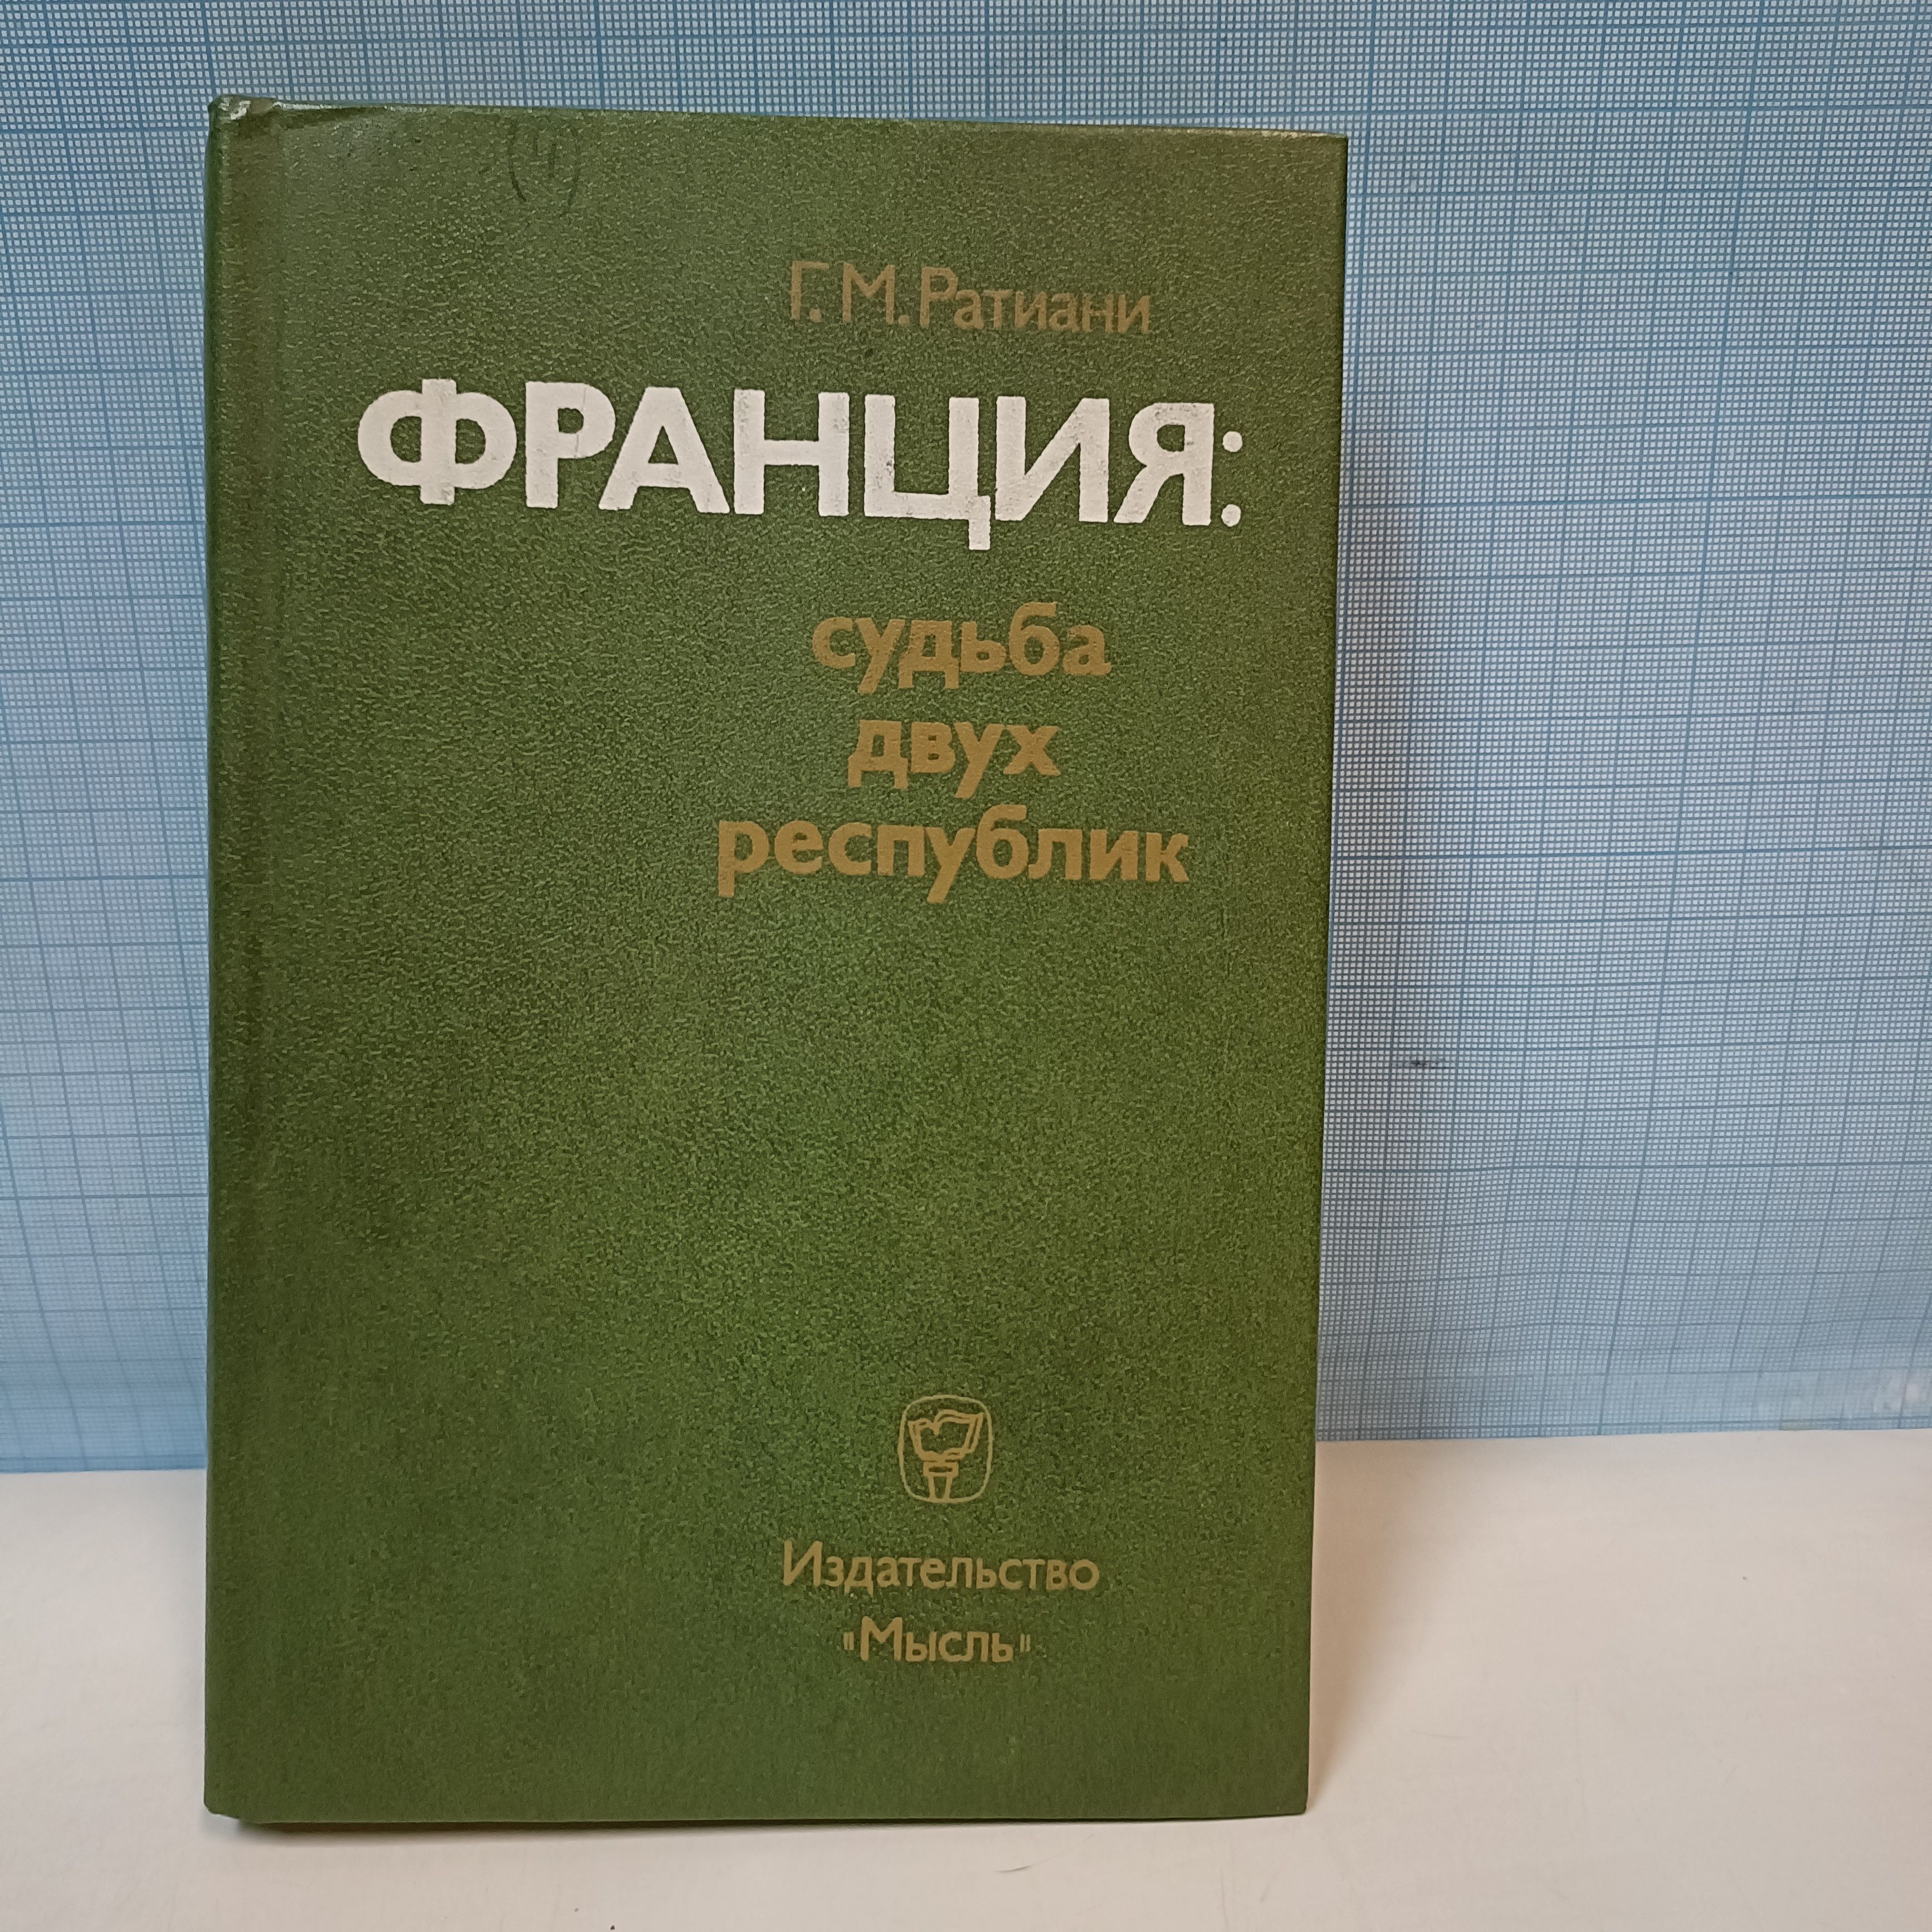 Г. М. Ратиани
ФРАНЦИЯ:
судьба
двух
республик
Издательство
"Мысль"